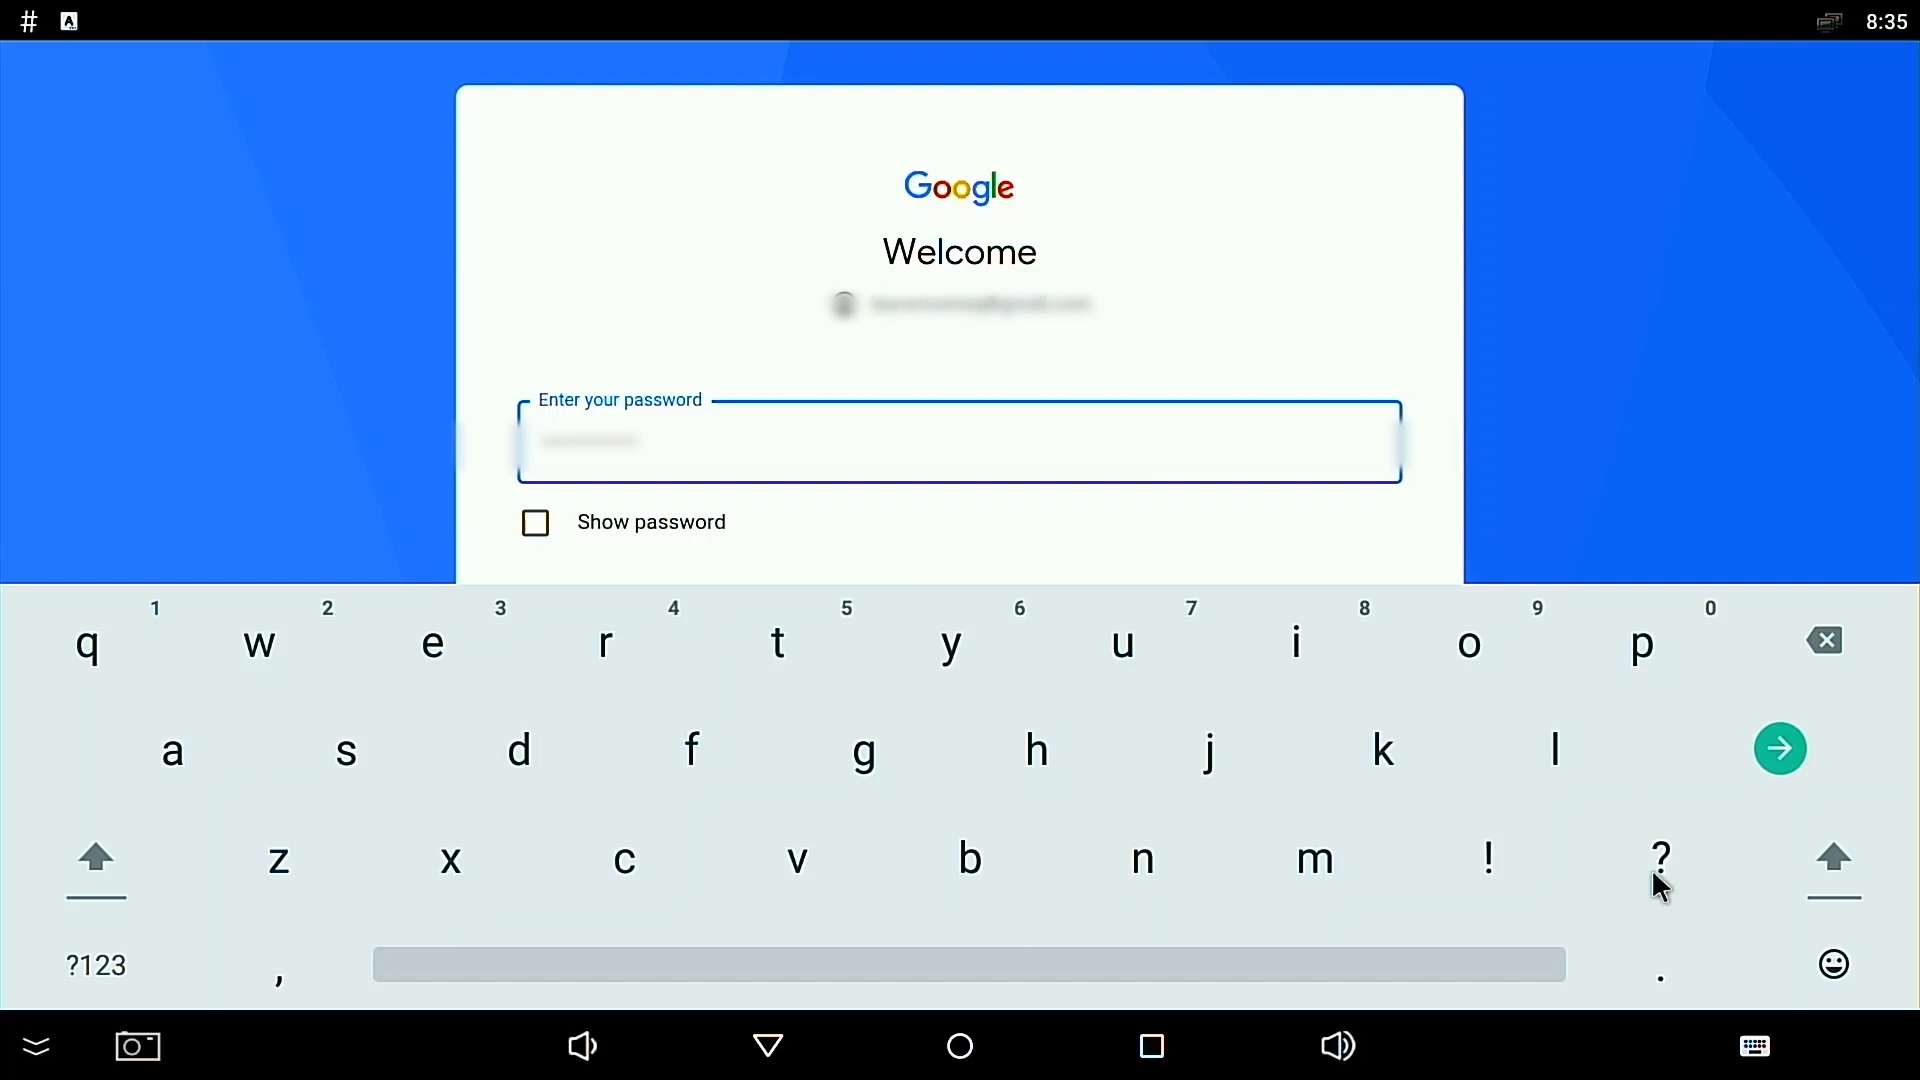 # A 8:35
Google
Welcome
Enter your password
Show password
1 2 3 4 5 6 7 8 9 0
q w e r t y u i o p
a s d f g h j k l
z x c v b n m ! ?
?123 , .